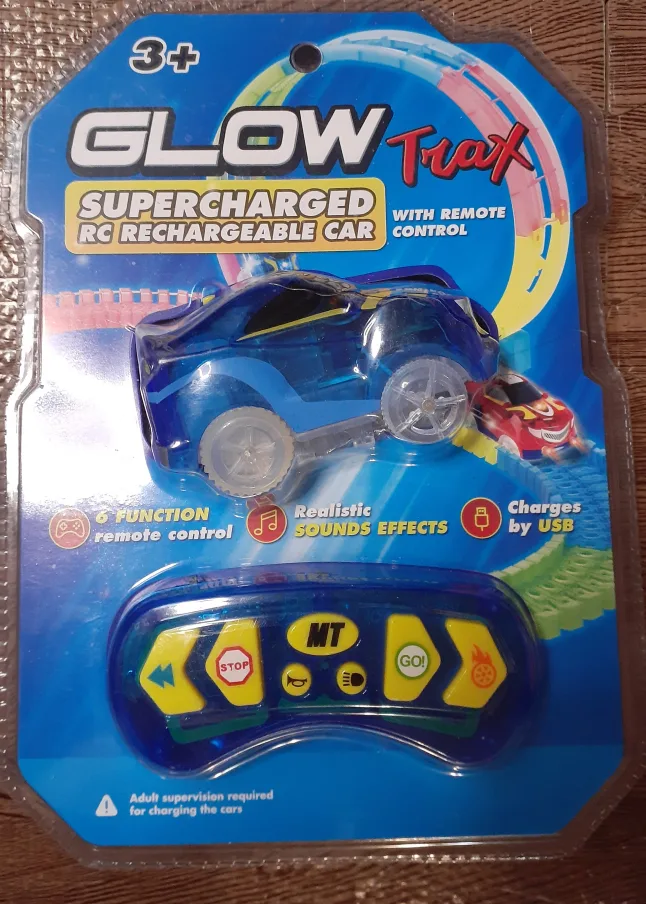 3+
GLOW Trax
SUPERCHARGED
RC RECHARGEABLE CAR
WITH REMOTE
CONTROL
6 FUNCTION
remote control
Realistic
SOUNDS EFFECTS
Charges
by USB
MT
STOP
GO!
Adult supervision required
for charging the cars